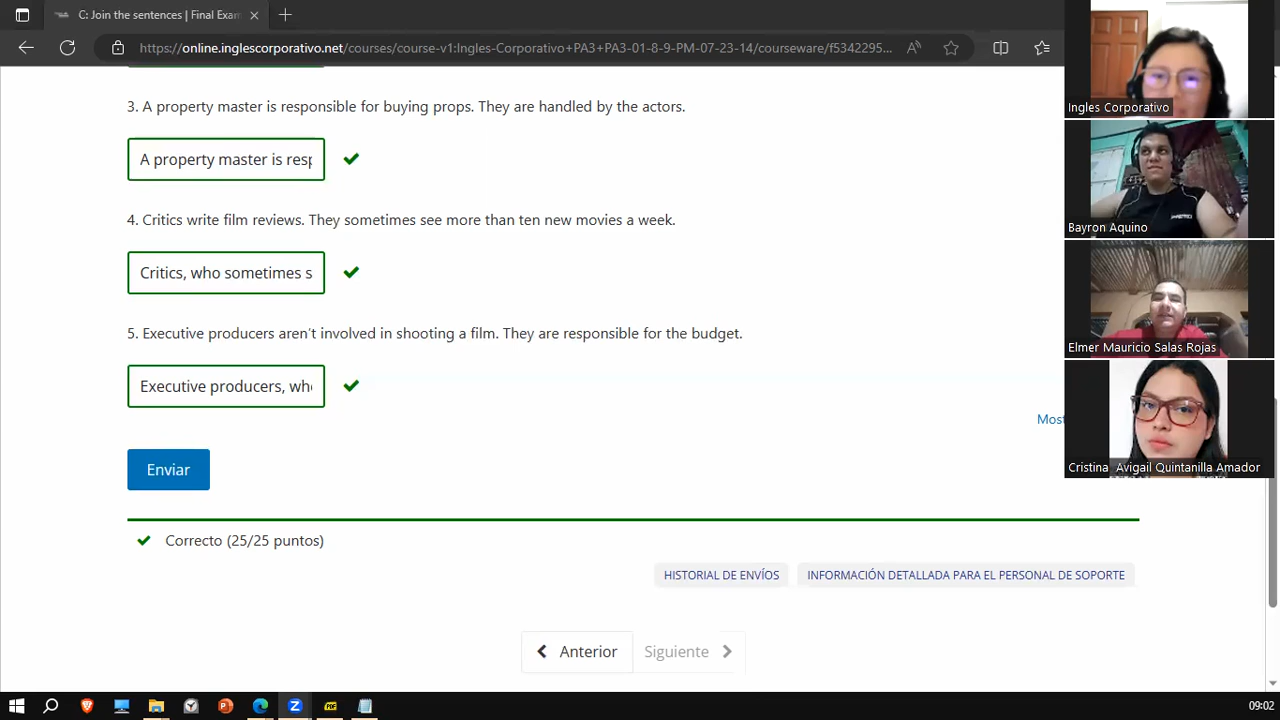 C: Join the sentences | Final Exam
https://online.inglescorporativo.net/courses/course-v1:Ingles-Corporativo+PA3+PA3-01-8-9-PM-07-23-14/courseware/f5342295...
3. A property master is responsible for buying props. They are handled by the actors.
A property master is resp
4. Critics write film reviews. They sometimes see more than ten new movies a week.
Critics, who sometimes s
5. Executive producers aren't involved in shooting a film. They are responsible for the budget.
Executive producers, who
Most
Enviar
Correcto (25/25 puntos)
HISTORIAL DE ENVÍOS
INFORMACIÓN DETALLADA PARA EL PERSONAL DE SOPORTE
Anterior
Siguiente
Ingles Corporativo
Bayron Aquino
Elmer Mauricio Salas Rojas
Cristina Avigail Quintanilla Amador
09:02